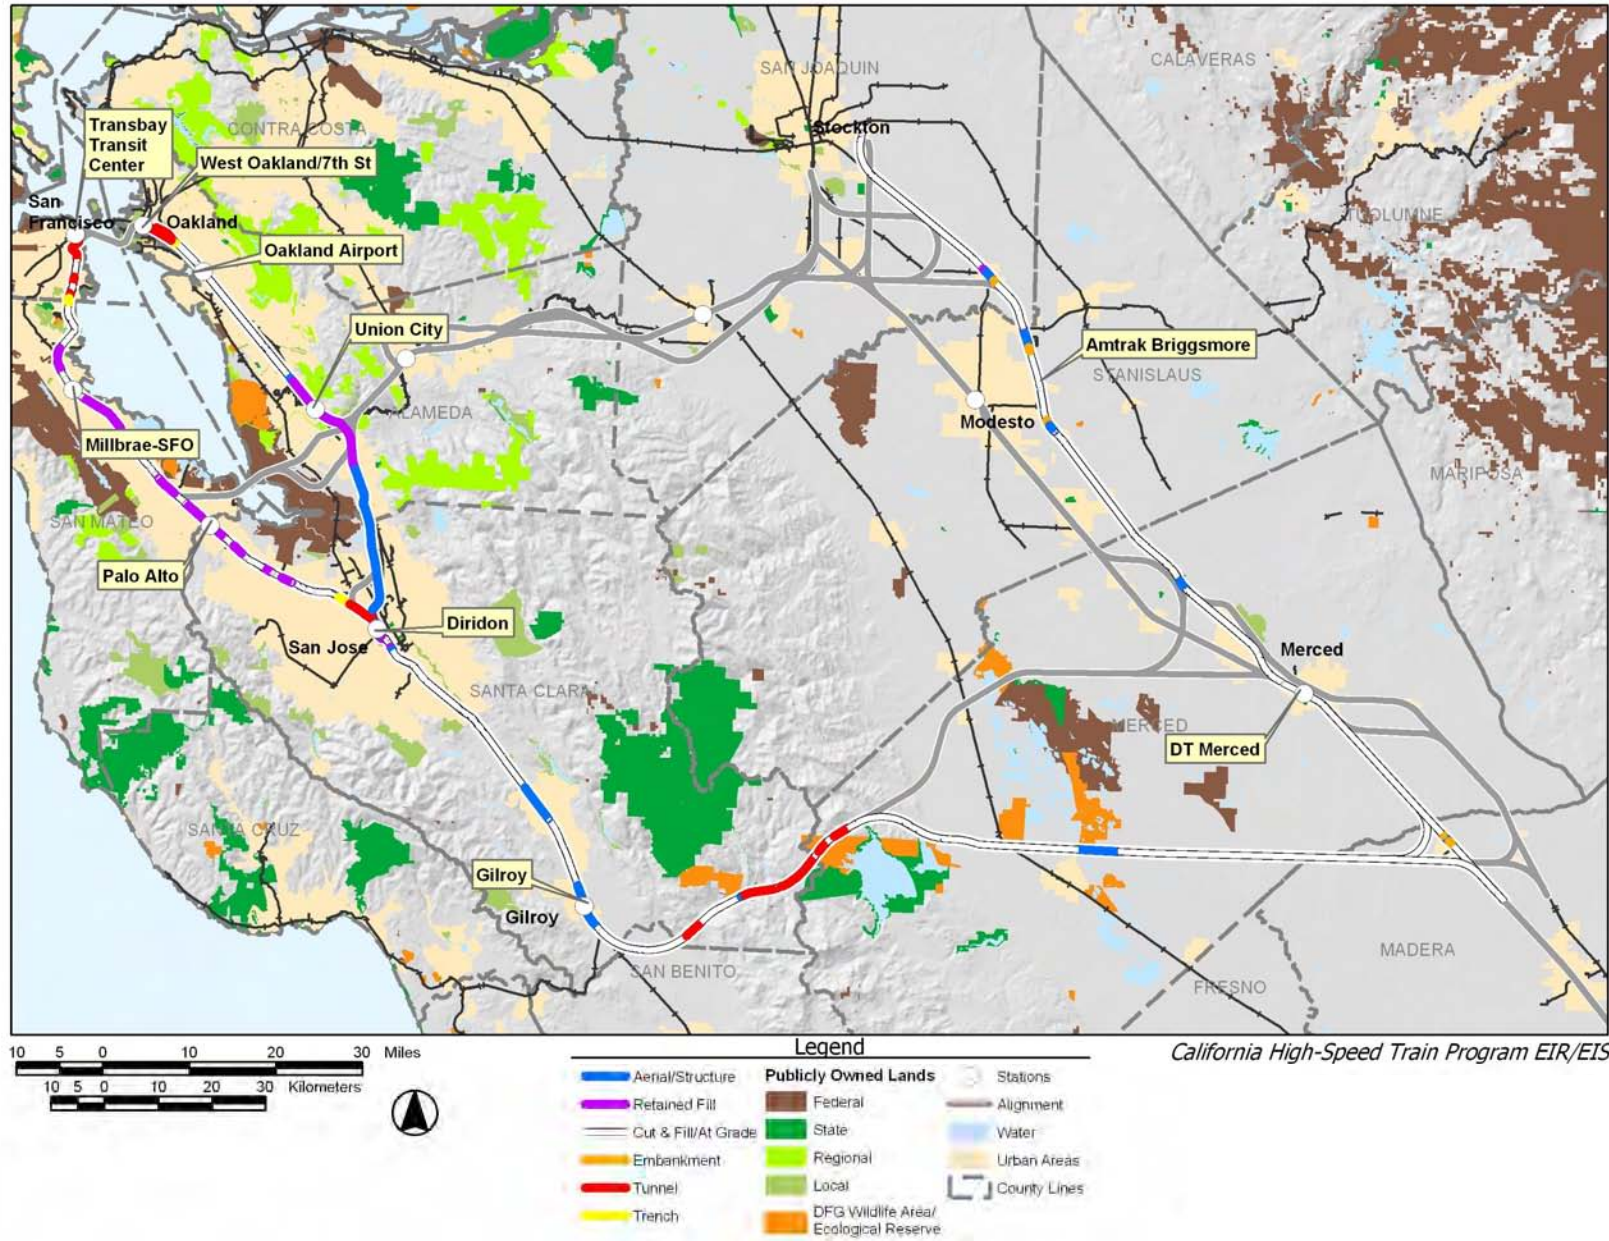 CALAVERAS
SAN JOAQUIN
Transbay
Transit
Center
CONTRA COSTA
Stockton
West Oakland/7th St
San
Francisco
Oakland
TUOLUMNE
Oakland Airport
Union City
Amtrak Briggsmore
STANISLAUS
ALAMEDA
Modesto
Millbrae-SFO
MARIPOSA
SAN MATEO
Palo Alto
Diridon
San Jose
Merced
SANTA CLARA
MERCED
DT Merced
SANTA CRUZ
Gilroy
Gilroy
MADERA
SAN BENITO
FRESNO
10 5 0 10 20 30 Miles
10 5 0 10 20 30 Kilometers
Legend
California High-Speed Train Program EIR/EIS
Aerial/Structure
Retained Fill
Cut & Fill/At Grade
Embankment
Tunnel
Trench
Publicly Owned Lands
Federal
State
Regional
Local
DFG Wildlife Area/
Ecological Reserve
Stations
Alignment
Water
Urban Areas
County Lines